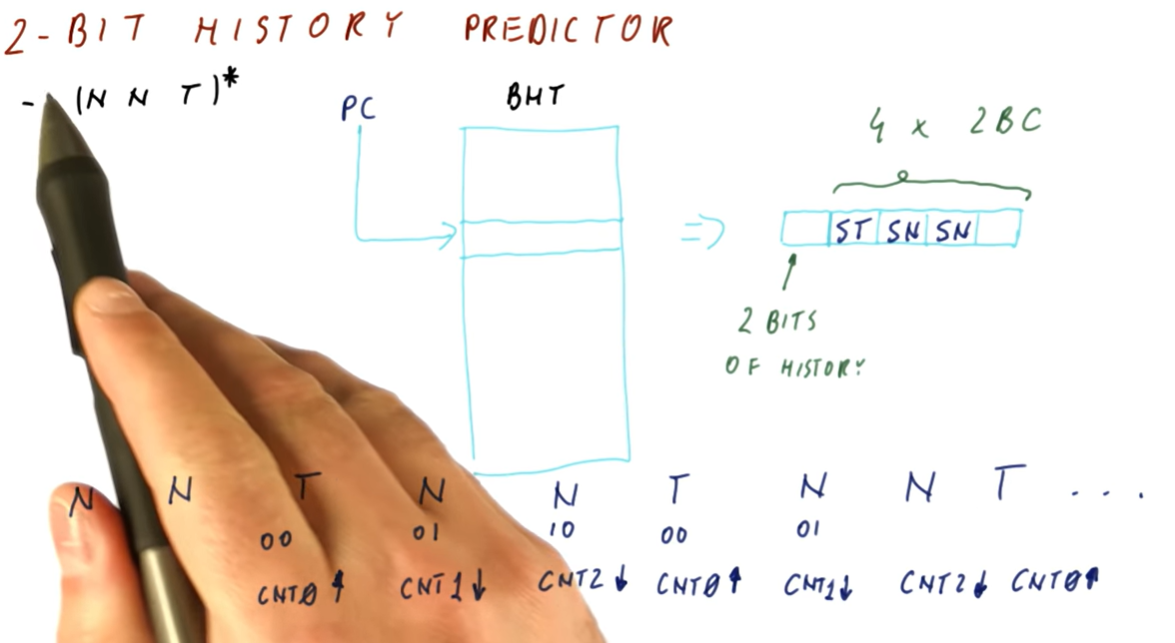 2-BIT HISTORY PREDICTOR
- (N N T)*
PC
BHT
4 x 2BC
ST SN SN
2 BITS
OF HISTORY
N N T N N T N N T ...
00 01 10 00 01
CNT0↑ CNT1↓ CNT2↓ CNT0↑ CNT1↓ CNT2↓ CNT0↑